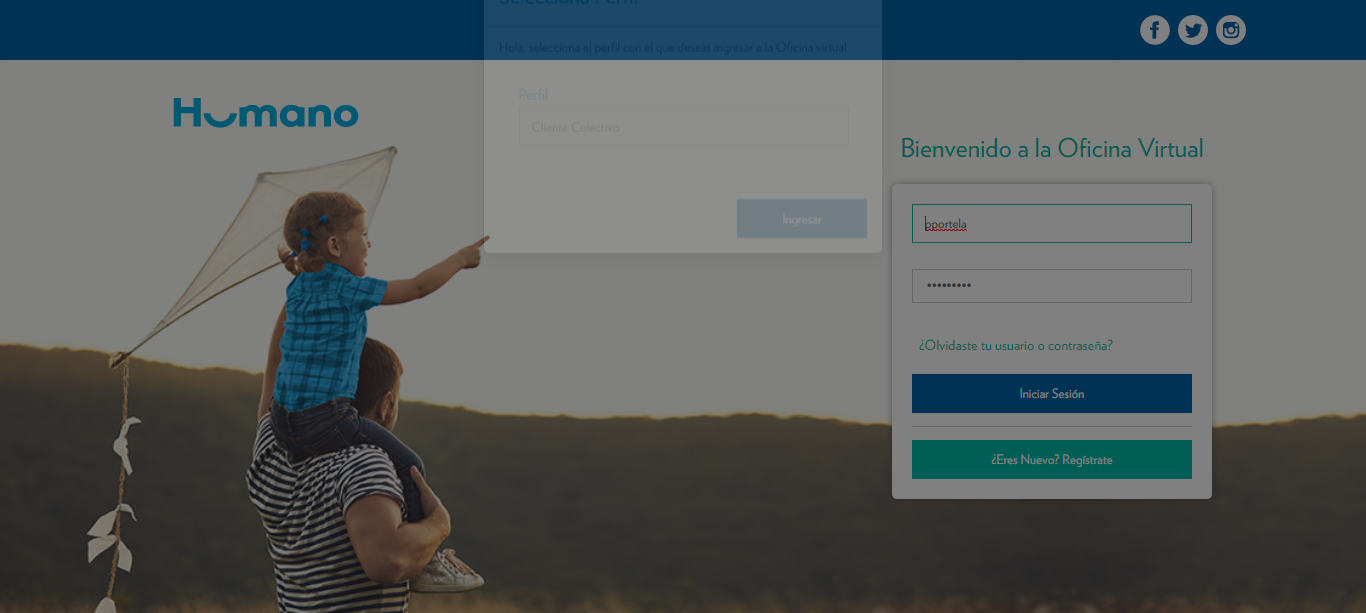 Selecciona Perfil
Hola, selecciona el perfil con el que deseas ingresar a la Oficina virtual
Humano
Perfil
Cliente Colectivo
Ingresar
Bienvenido a la Oficina Virtual
pportela
•••••••••
¿Olvidaste tu usuario o contraseña?
Iniciar Sesión
¿Eres Nuevo? Regístrate